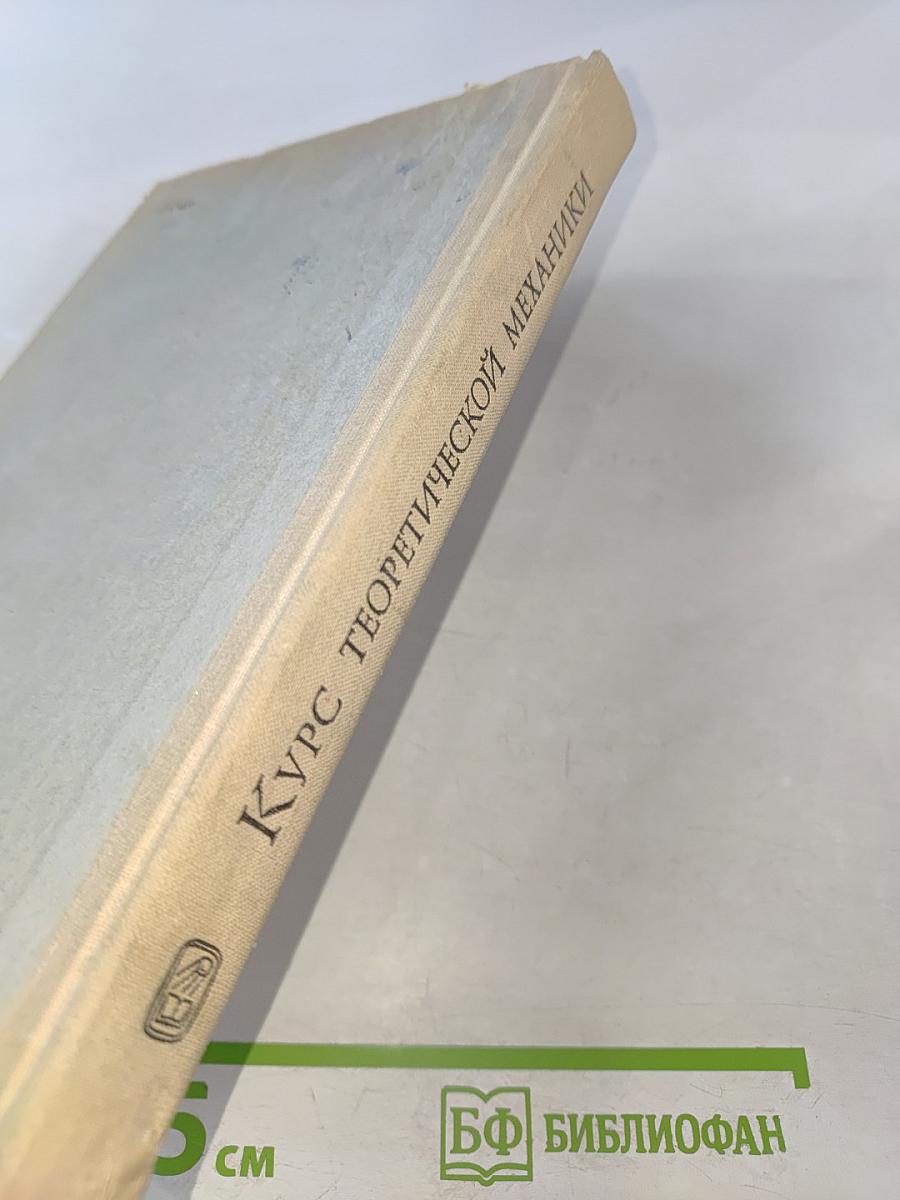 КУРС ТЕОРЕТИЧЕСКОЙ МЕХАНИКИ
5 см
БФ БИБЛИОФАН